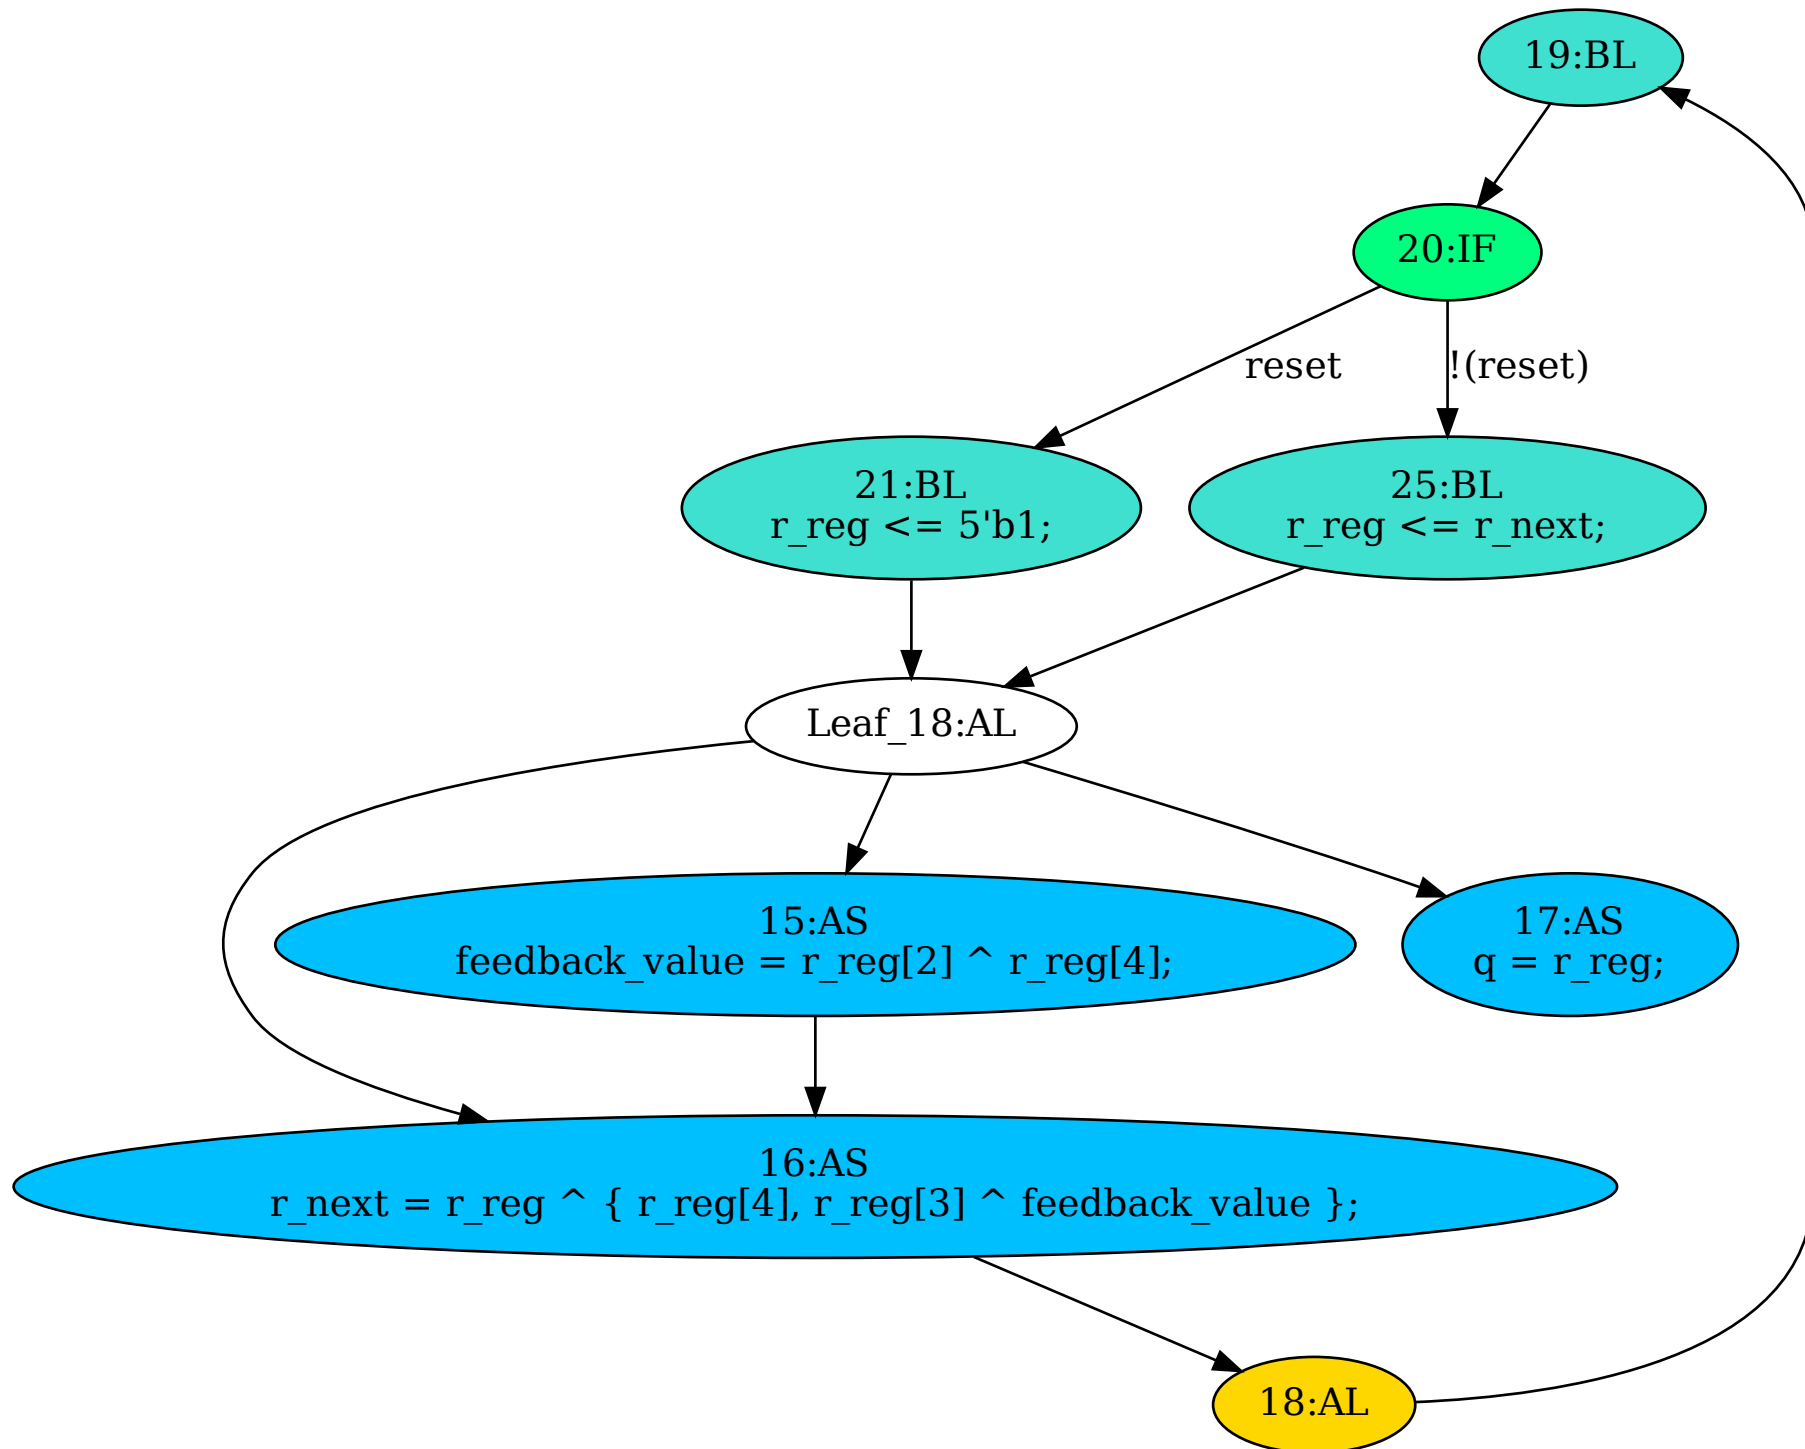 19:BL
20:IF
reset
!(reset)
21:BL
r_reg <= 5'b1;
25:BL
r_reg <= r_next;
Leaf_18:AL
15:AS
feedback_value = r_reg[2] ^ r_reg[4];
17:AS
q = r_reg;
16:AS
r_next = r_reg ^ { r_reg[4], r_reg[3] ^ feedback_value };
18:AL